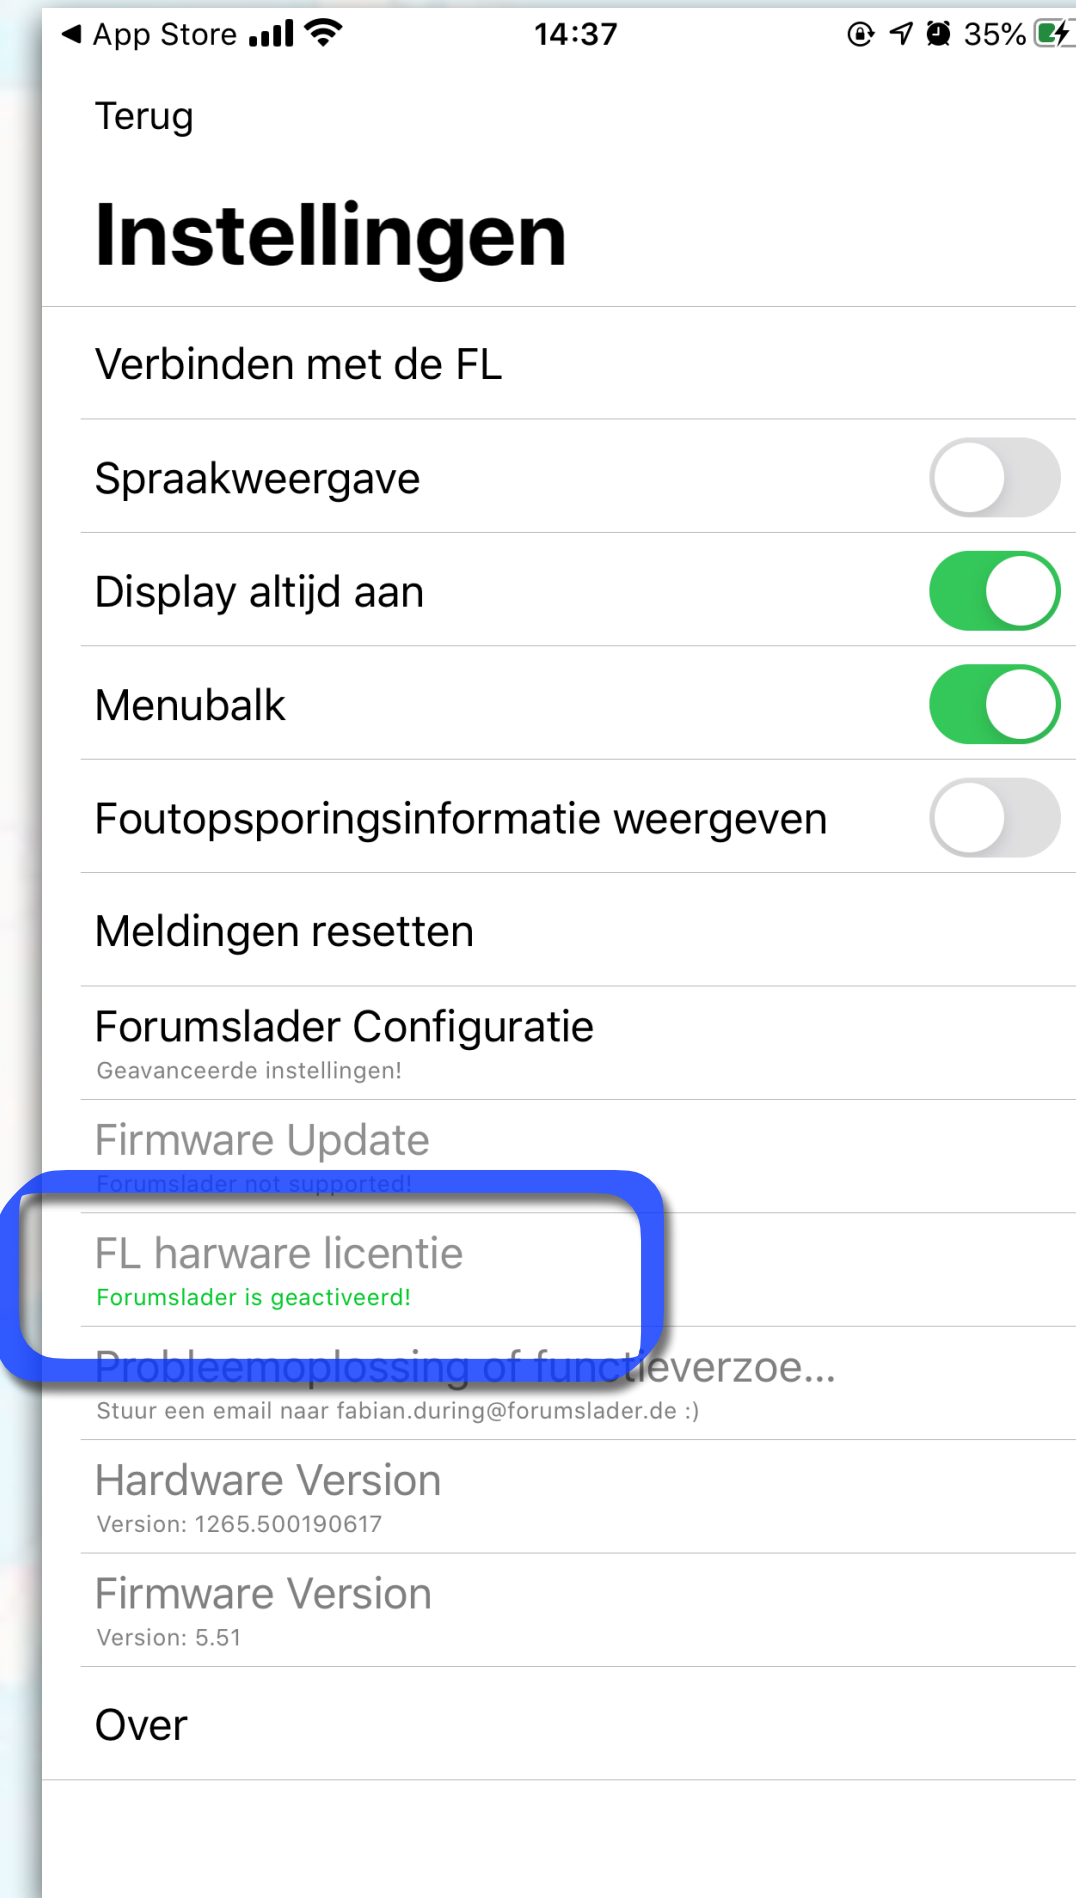 ◀ App Store 14:37 35%
Terug
Instellingen
Verbinden met de FL
Spraakweergave
Display altijd aan
Menubalk
Foutopsporingsinformatie weergeven
Meldingen resetten
Forumslader Configuratie
Geavanceerde instellingen!
Firmware Update
Forumslader not supported!
FL harware licentie
Forumslader is geactiveerd!
Probleemoplossing of functieverzoe...
Stuur een email naar fabian.during@forumslader.de :)
Hardware Version
Version: 1265.500190617
Firmware Version
Version: 5.51
Over